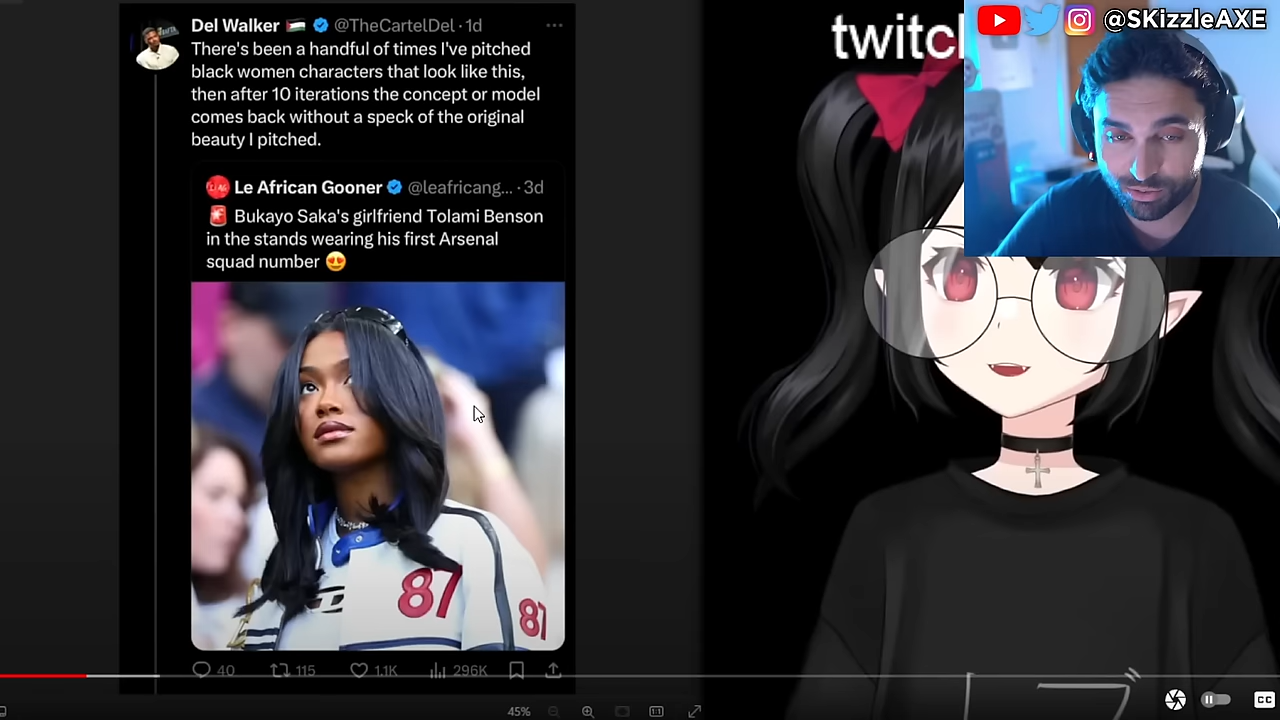 Del Walker @TheCartelDel · 1d
There's been a handful of times I've pitched
black women characters that look like this,
then after 10 iterations the concept or model
comes back without a speck of the original
beauty I pitched.
Le African Gooner @leafricang... · 3d
Bukayo Saka's girlfriend Tolami Benson
in the stands wearing his first Arsenal
squad number
87
87
40 115 1.1K 296K
twitc
@SKizzleAXE
45%
1:1
CC